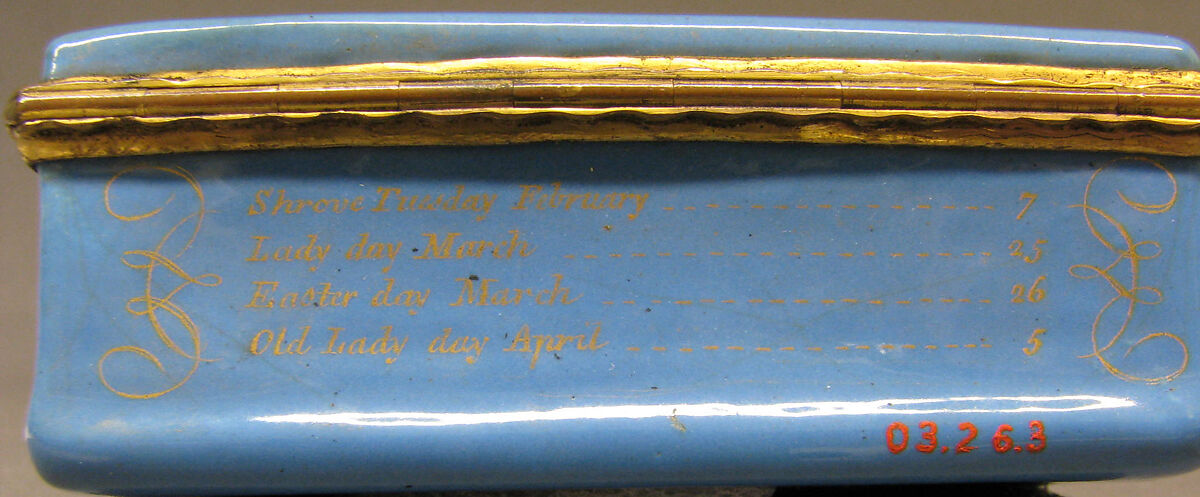 Shrove Tuesday February 7
Lady day March 25
Easter day March 26
Old Lady day April 5
03.26.3